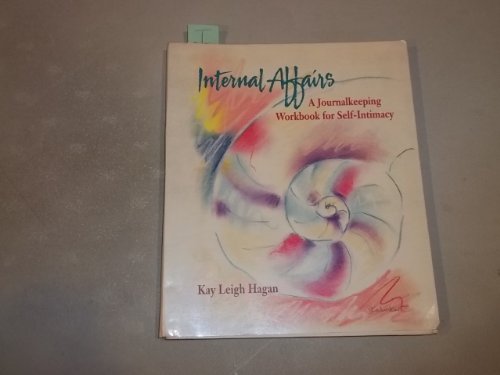 I
Internal Affairs
A Journalkeeping
Workbook for Self-Intimacy
Kay Leigh Hagan